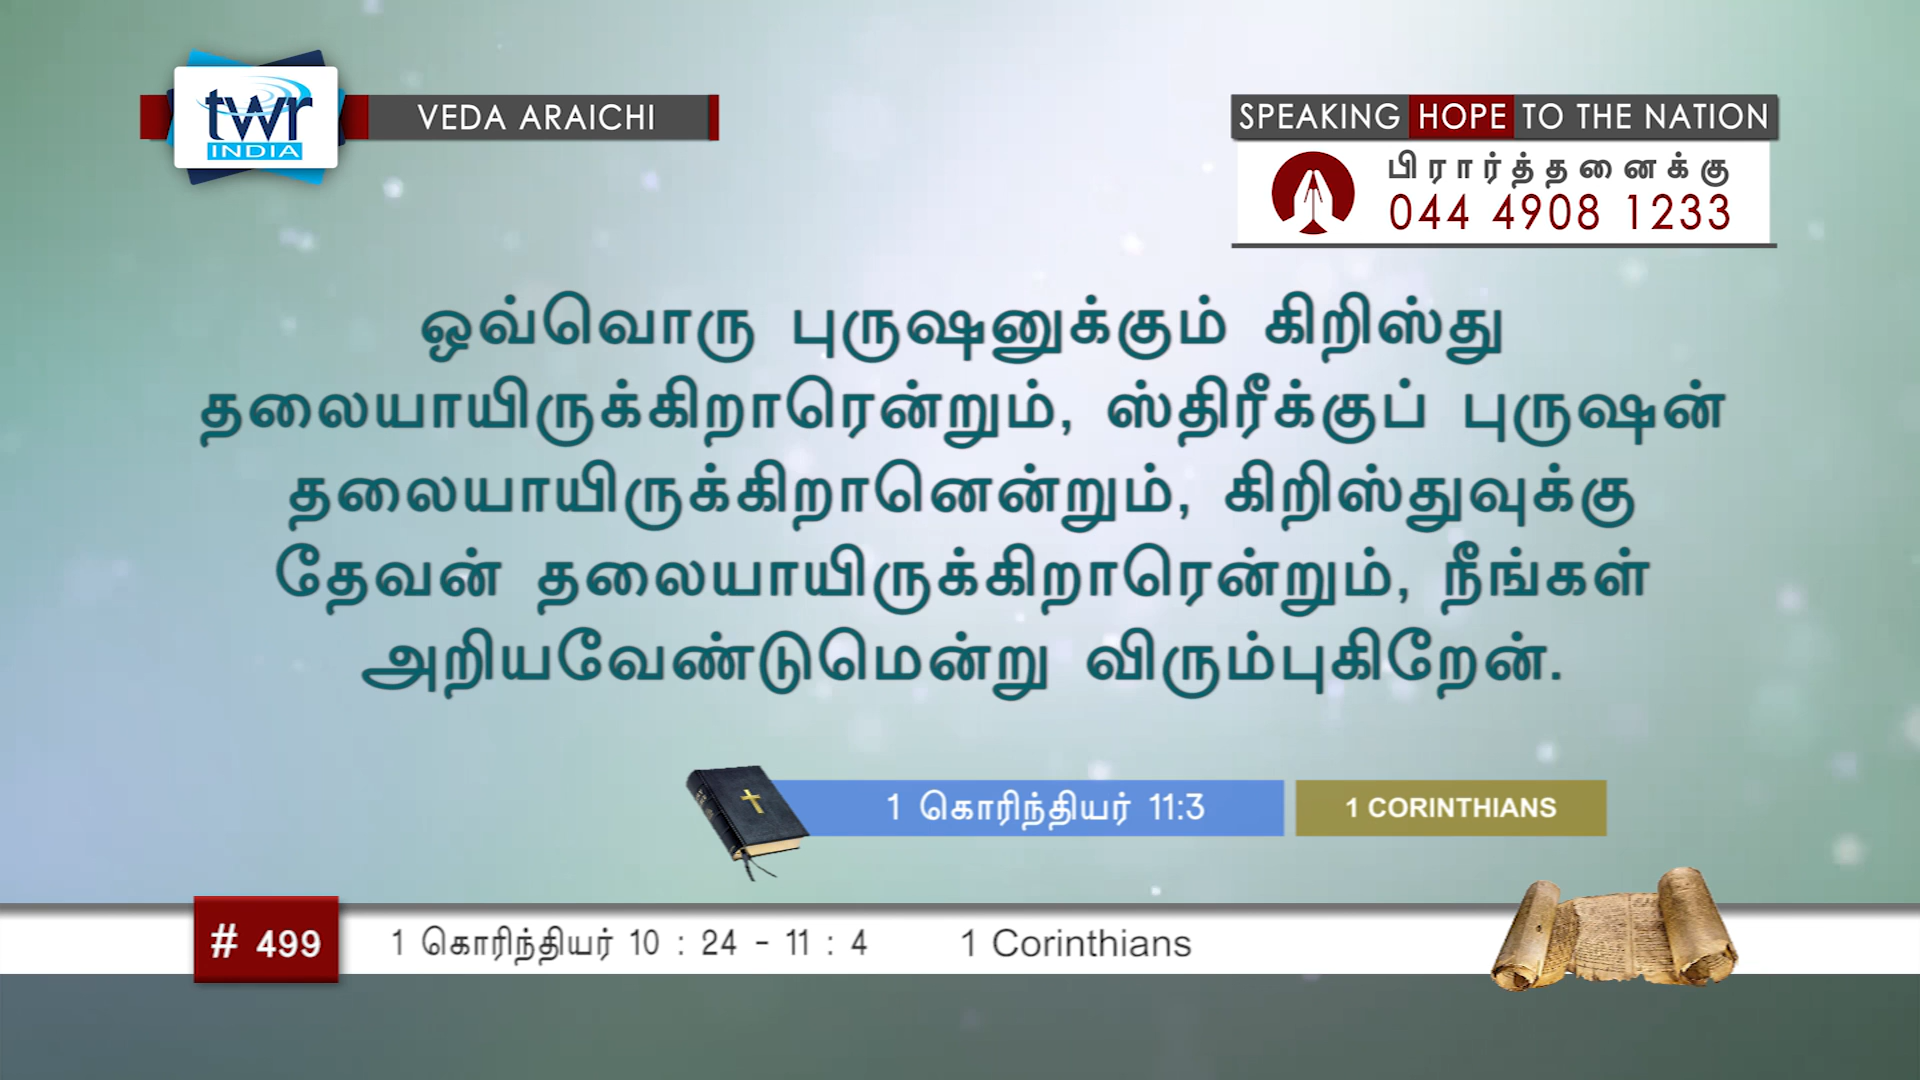 twr
INDIA
VEDA ARAICHI
SPEAKING HOPE TO THE NATION
பிரார்த்தனைக்கு
044 4908 1233
ஒவ்வொரு புருஷனுக்கும் கிறிஸ்து
தலையாயிருக்கிறாரென்றும், ஸ்திரீக்குப் புருஷன்
தலையாயிருக்கிறானென்றும், கிறிஸ்துவுக்கு
தேவன் தலையாயிருக்கிறாரென்றும், நீங்கள்
அறியவேண்டுமென்று விரும்புகிறேன்.
1 கொரிந்தியர் 11:3
1 CORINTHIANS
# 499
1 கொரிந்தியர் 10 : 24 - 11 : 4
1 Corinthians